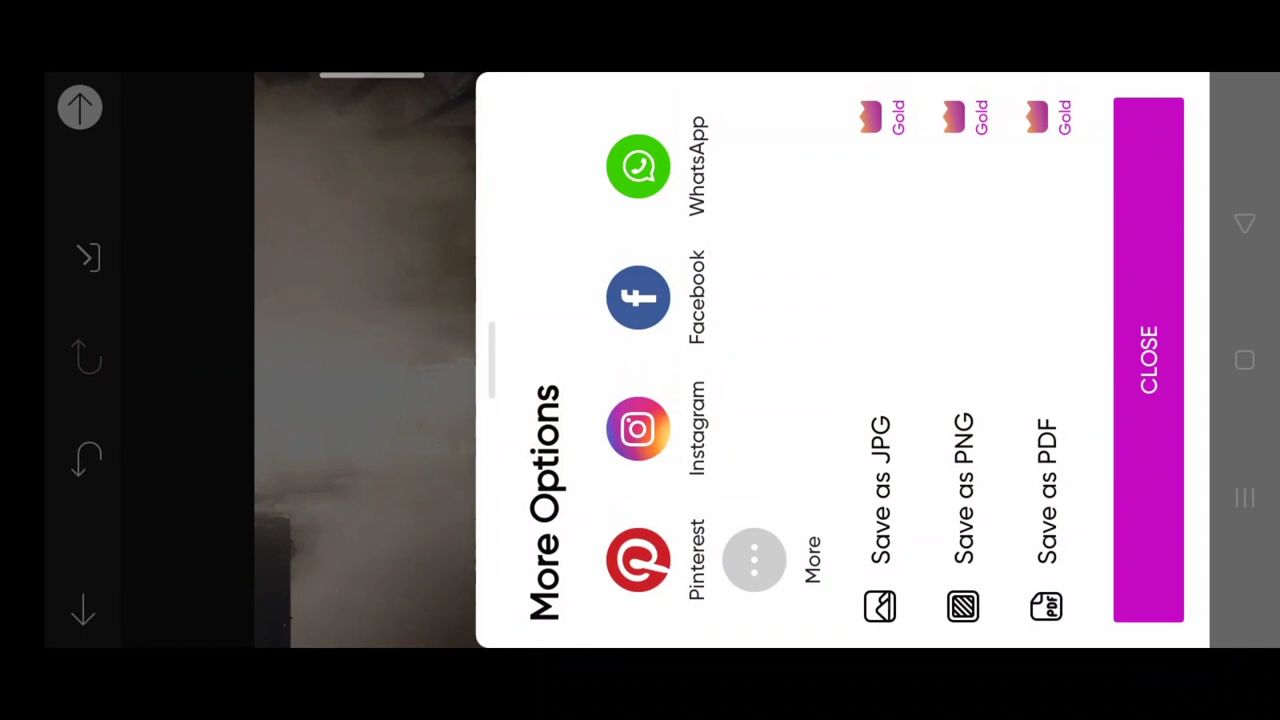 More Options
Pinterest
Instagram
Facebook
WhatsApp
More
Save as JPG
Gold
Save as PNG
Gold
PDF
Save as PDF
Gold
CLOSE